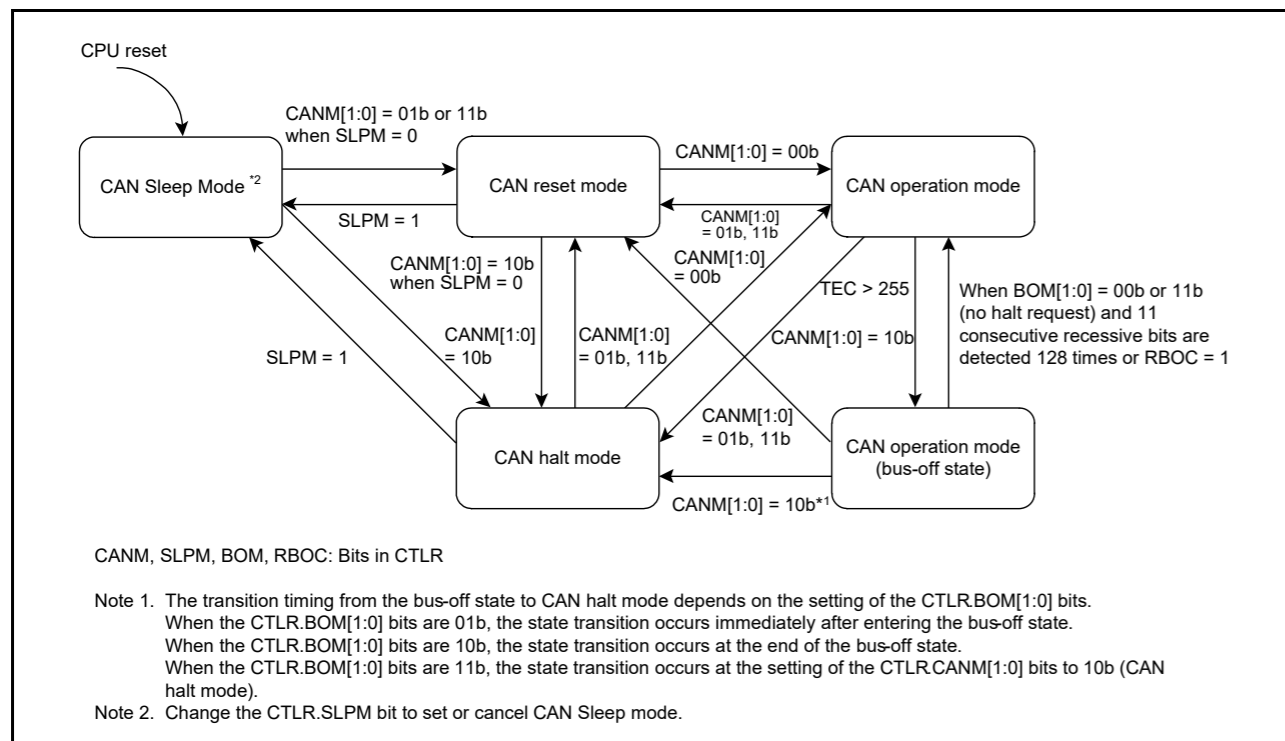 CPU reset
CANM[1:0] = 01b or 11b
when SLPM = 0
CANM[1:0] = 00b
CAN Sleep Mode *2
CAN reset mode
CAN operation mode
SLPM = 1
CANM[1:0]
= 01b, 11b
CANM[1:0] = 10b
when SLPM = 0
CANM[1:0]
= 00b
TEC > 255
When BOM[1:0] = 00b or 11b
(no halt request) and 11
consecutive recessive bits are
detected 128 times or RBOC = 1
SLPM = 1
CANM[1:0]
= 10b
CANM[1:0]
= 01b, 11b
CANM[1:0] = 10b
CANM[1:0]
= 01b, 11b
CAN halt mode
CAN operation mode
(bus-off state)
CANM[1:0] = 10b*1
CANM, SLPM, BOM, RBOC: Bits in CTLR
Note 1. The transition timing from the bus-off state to CAN halt mode depends on the setting of the CTLR.BOM[1:0] bits.
When the CTLR.BOM[1:0] bits are 01b, the state transition occurs immediately after entering the bus-off state.
When the CTLR.BOM[1:0] bits are 10b, the state transition occurs at the end of the bus-off state.
When the CTLR.BOM[1:0] bits are 11b, the state transition occurs at the setting of the CTLR.CANM[1:0] bits to 10b (CAN
halt mode).
Note 2. Change the CTLR.SLPM bit to set or cancel CAN Sleep mode.